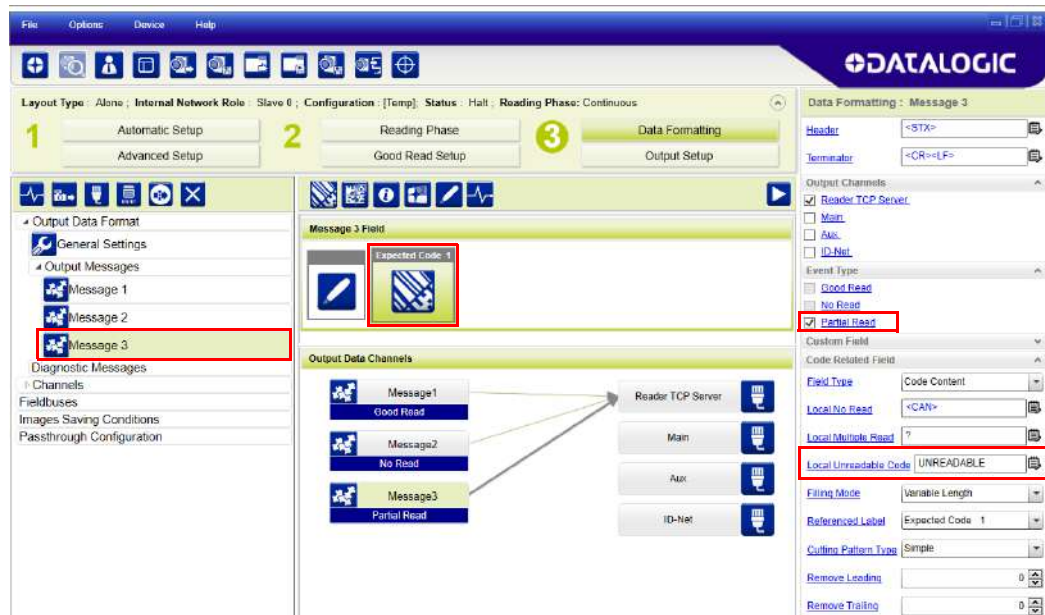 File Options Device Help
DATALOGIC
Layout Type : Alone ; Internal Network Role : Slave 0 ; Configuration : [Temp]; Status : Halt ; Reading Phase: Continuous
1 Automatic Setup 2 Reading Phase 3 Data Formatting
Advanced Setup Good Read Setup Output Setup
Output Data Format
General Settings
Output Messages
Message 1
Message 2
Message 3
Diagnostic Messages
Channels
Fieldbuses
Images Saving Conditions
Passthrough Configuration
Message 3 Field
Expected Code 1
Output Data Channels
Message1
Good Read
Message2
No Read
Message3
Partial Read
Reader TCP Server
Main
Aux
ID-Net
Data Formatting : Message 3
Header <STX>
Terminator <CR><LF>
Output Channels
Reader TCP Server
Main
Aux
ID-Net
Event Type
Good Read
No Read
Partial Read
Custom Field
Code Related Field
Field Type Code Content
Local No Read <CAN>
Local Multiple Read ?
Local Unreadable Code UNREADABLE
Filling Mode Variable Length
Referenced Label Expected Code 1
Cutting Pattern Type Simple
Remove Leading 0
Remove Trailing 0